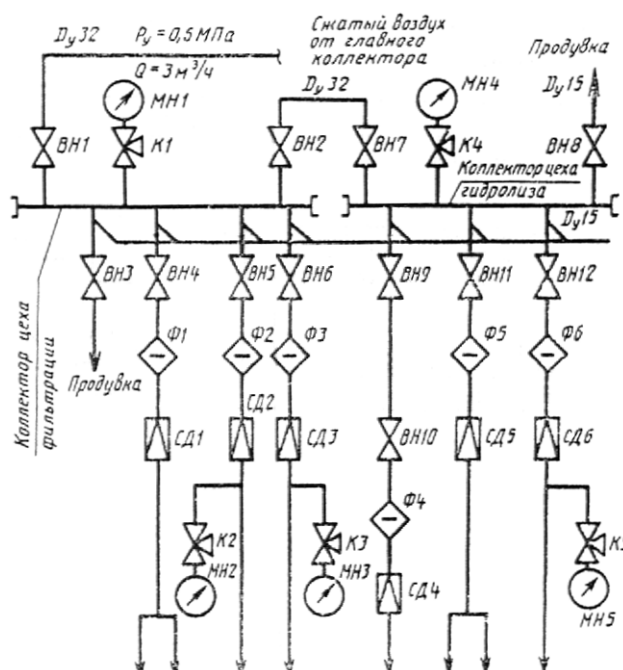 Dу 32 Pу = 0,5 МПа
Q = 3 м³/ч
Сжатый воздух
от главного
коллектора
Dу 32
Продувка
Dу 15
МН1
МН4
ВН1
К1
ВН2
ВН7
К4
ВН8
Коллектор цеха
гидролиза
Dу 15
ВН3
ВН4
ВН5
ВН6
ВН9
ВН11
ВН12
Ф1
Ф2
Ф3
Ф5
Ф6
Продувка
Коллектор цеха
фильтрации
СД1
СД2
СД3
ВН10
СД5
СД6
К2
МН2
К3
МН3
Ф4
СД4
МН5